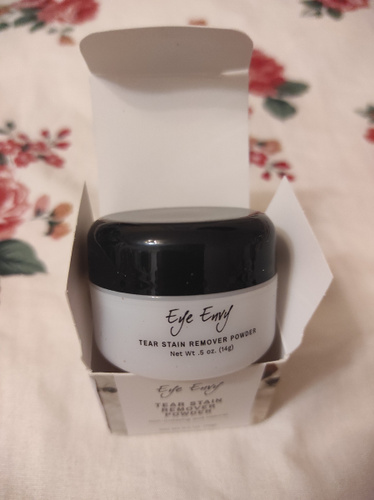 Eye Envy
TEAR STAIN REMOVER POWDER
Net Wt .5 oz. (14g)
Eye Envy
TEAR STAIN
REMOVER
POWDER